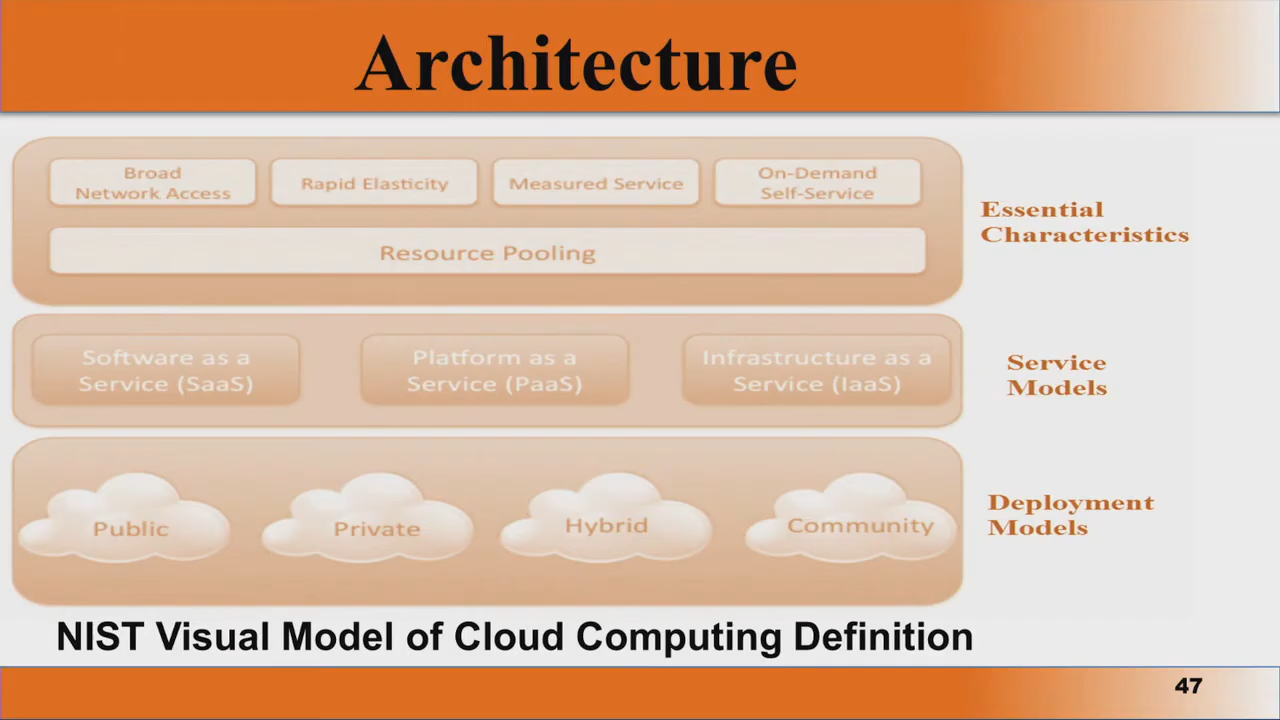 Architecture
Broad
Network Access
Rapid Elasticity
Measured Service
On-Demand
Self-Service
Resource Pooling
Essential
Characteristics
Software as a
Service (SaaS)
Platform as a
Service (PaaS)
Infrastructure as a
Service (IaaS)
Service
Models
Public
Private
Hybrid
Community
Deployment
Models
NIST Visual Model of Cloud Computing Definition
47